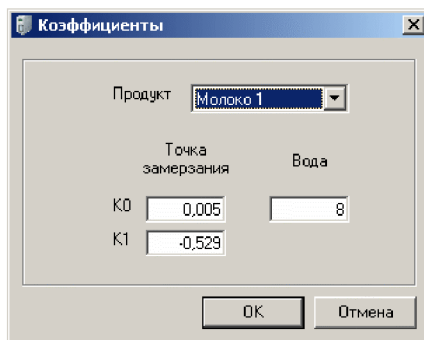 Коэффициенты
Продукт Молоко 1
Точка замерзания Вода
K0 0,005 8
K1 -0,529
OK Отмена